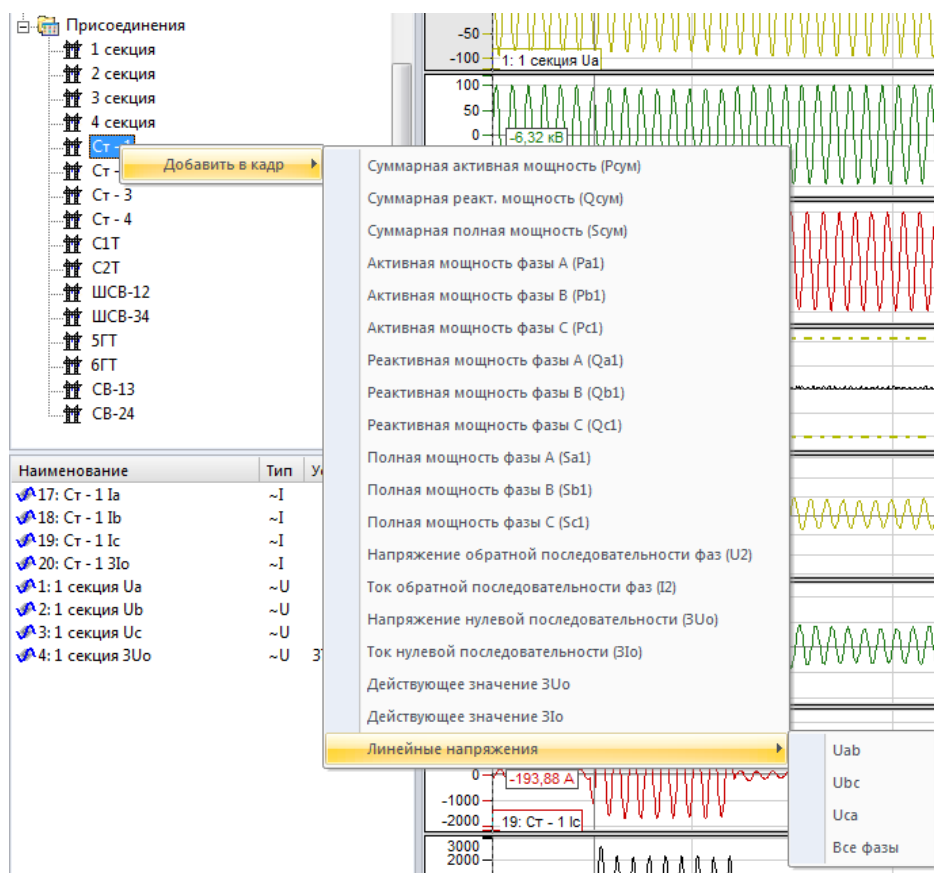 Присоединения
1 секция
2 секция
3 секция
4 секция
Ст - 1
Ст -
Ст - 3
Ст - 4
С1Т
С2Т
ШСВ-12
ШСВ-34
5ГТ
6ГТ
СВ-13
СВ-24
Добавить в кадр
Суммарная активная мощность (Pсум)
Суммарная реакт. мощность (Qсум)
Суммарная полная мощность (Sсум)
Активная мощность фазы A (Pa1)
Активная мощность фазы B (Pb1)
Активная мощность фазы C (Pc1)
Реактивная мощность фазы A (Qa1)
Реактивная мощность фазы B (Qb1)
Реактивная мощность фазы C (Qc1)
Полная мощность фазы A (Sa1)
Полная мощность фазы B (Sb1)
Полная мощность фазы C (Sc1)
Напряжение обратной последовательности фаз (U2)
Ток обратной последовательности фаз (I2)
Напряжение нулевой последовательности (3Uo)
Ток нулевой последовательности (3Io)
Действующее значение 3Uo
Действующее значение 3Io
Линейные напряжения
Uab
Ubc
Uca
Все фазы
Наименование Тип
17: Ст - 1 Ia ~I
18: Ст - 1 Ib ~I
19: Ст - 1 Ic ~I
20: Ст - 1 3Io ~I
1: 1 секция Ua ~U
2: 1 секция Ub ~U
3: 1 секция Uc ~U
4: 1 секция 3Uo ~U
-50
-100
1: 1 секция Ua
100
50
0
-6,32 кВ
0
-193,88 А
-1000
-2000
19: Ст - 1 Ic
3000
2000